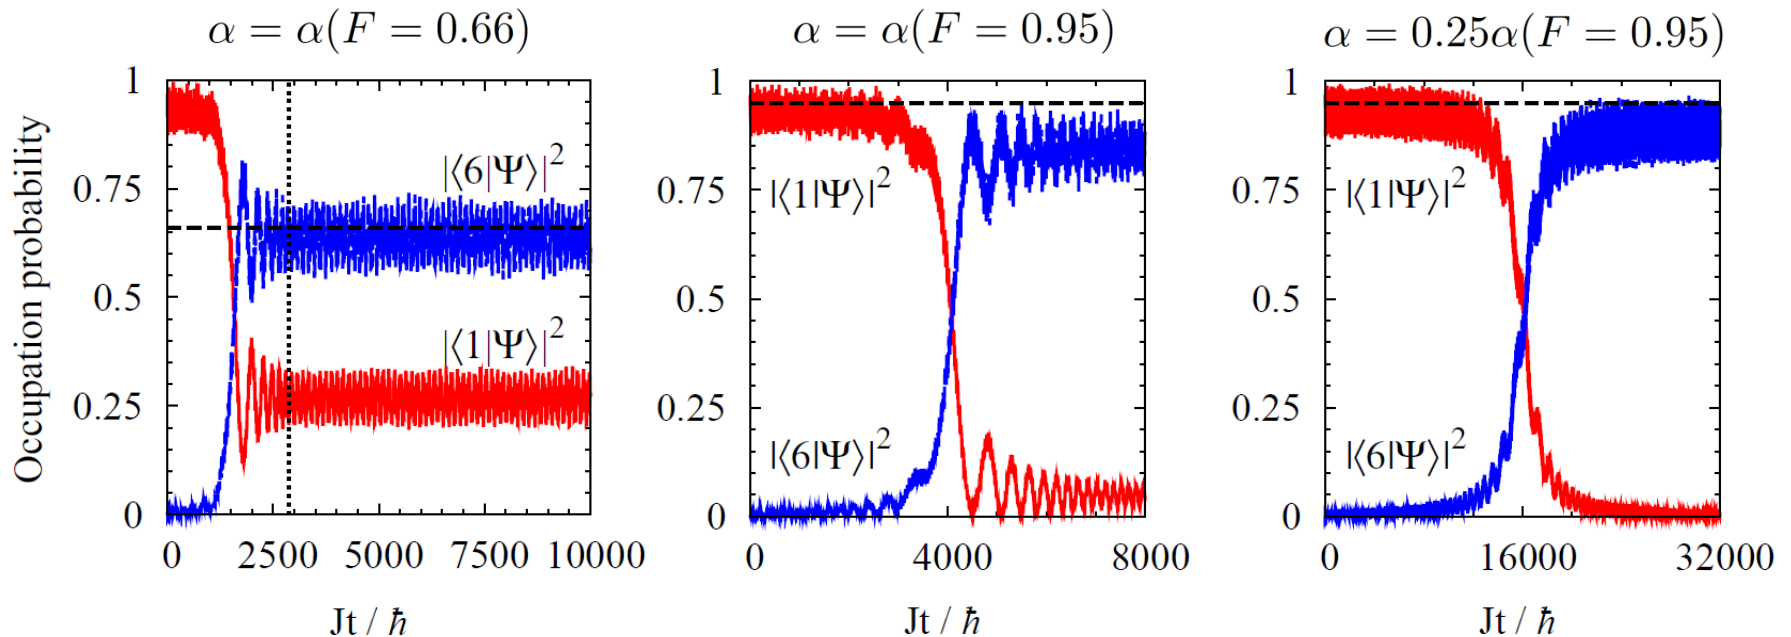 α = α(F = 0.66)
α = α(F = 0.95)
α = 0.25α(F = 0.95)
Occupation probability
1
0.75
0.5
0.25
0
|⟨6|Ψ⟩|²
|⟨1|Ψ⟩|²
0 2500 5000 7500 10000
Jt / ħ
1
0.75
0.5
0.25
0
|⟨1|Ψ⟩|²
|⟨6|Ψ⟩|²
0 4000 8000
Jt / ħ
1
0.75
0.5
0.25
0
|⟨1|Ψ⟩|²
|⟨6|Ψ⟩|²
0 16000 32000
Jt / ħ